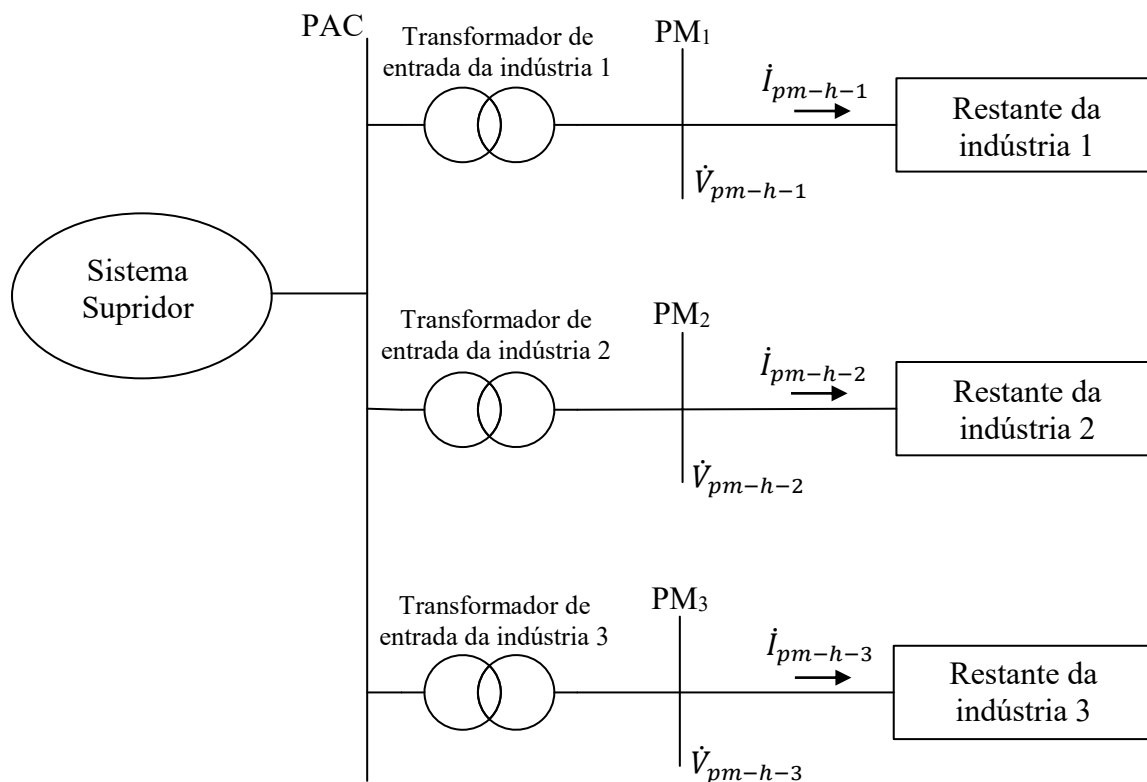 PAC
Transformador de
entrada da indústria 1
PM₁
İ_{pm−h−1}
Restante da
indústria 1
V̇_{pm−h−1}
Sistema
Supridor
Transformador de
entrada da indústria 2
PM₂
İ_{pm−h−2}
Restante da
indústria 2
V̇_{pm−h−2}
Transformador de
entrada da indústria 3
PM₃
İ_{pm−h−3}
Restante da
indústria 3
V̇_{pm−h−3}